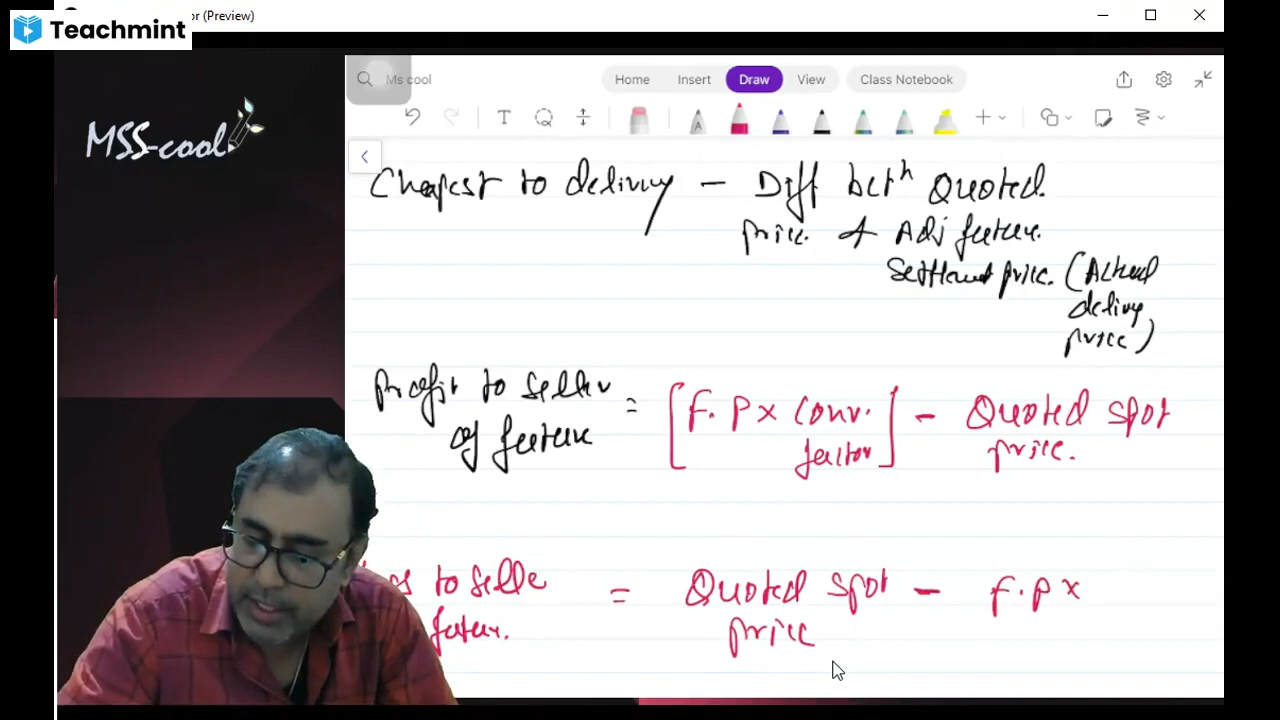 or (Preview)
Teachmint
Ms cool
Home Insert Draw View Class Notebook
MSS-cool
Cheapest to delivery – Diff betn Quoted
price & Adj future
Settlement price. (Actual
delivery
price)
Profit to seller = [F.P x Conv. factor] – Quoted spot price.
of future
to Selle = Quoted spot price – F.P x
future.